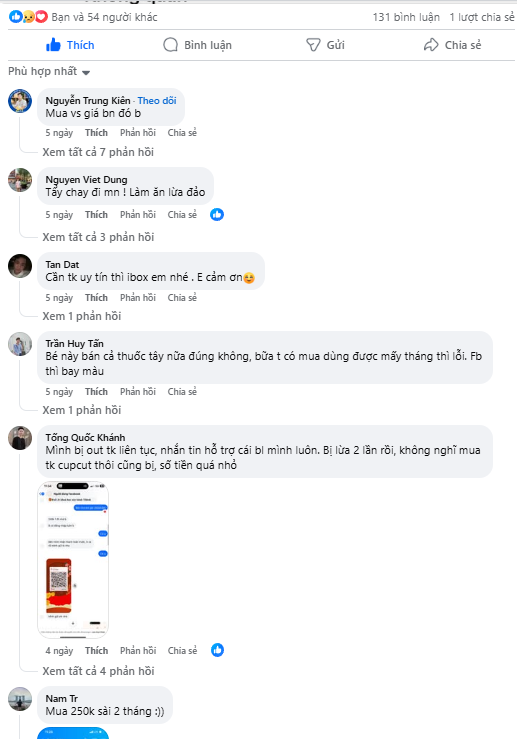 Bạn và 54 người khác
131 bình luận 1 lượt chia sẻ
Thích Bình luận Gửi Chia sẻ
Phù hợp nhất
Nguyễn Trung Kiên · Theo dõi
Mua vs giá bn đó b
5 ngày Thích Phản hồi Chia sẻ
Xem tất cả 7 phản hồi
Nguyen Viet Dung
Tẩy chay đi mn ! Làm ăn lừa đảo
5 ngày Thích Phản hồi Chia sẻ
Xem tất cả 3 phản hồi
Tan Dat
Cần tk uy tín thì ibox em nhé . E cảm ơn😊
5 ngày Thích Phản hồi Chia sẻ
Xem 1 phản hồi
Trần Huy Tấn
Bé này bán cả thuốc tây nữa đúng không, bữa t có mua dùng được mấy tháng thì lỗi. Fb
thì bay màu
5 ngày Thích Phản hồi Chia sẻ
Xem 1 phản hồi
Tống Quốc Khánh
Mình bị out tk liên tục, nhắn tin hỗ trợ cái bl mình luôn. Bị lừa 2 lần rồi, không nghĩ mua
tk cupcut thôi cũng bị, số tiền quá nhỏ
4 ngày Thích Phản hồi Chia sẻ
Xem tất cả 4 phản hồi
Nam Tr
Mua 250k sài 2 tháng :))